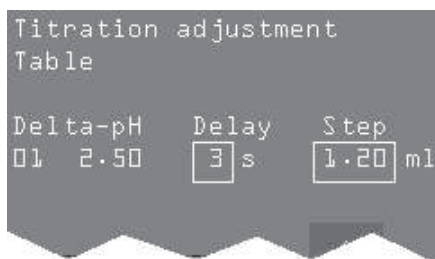 Titration adjustment
Table
Delta-pH Delay Step
01 2.50 3 s 1.20 ml